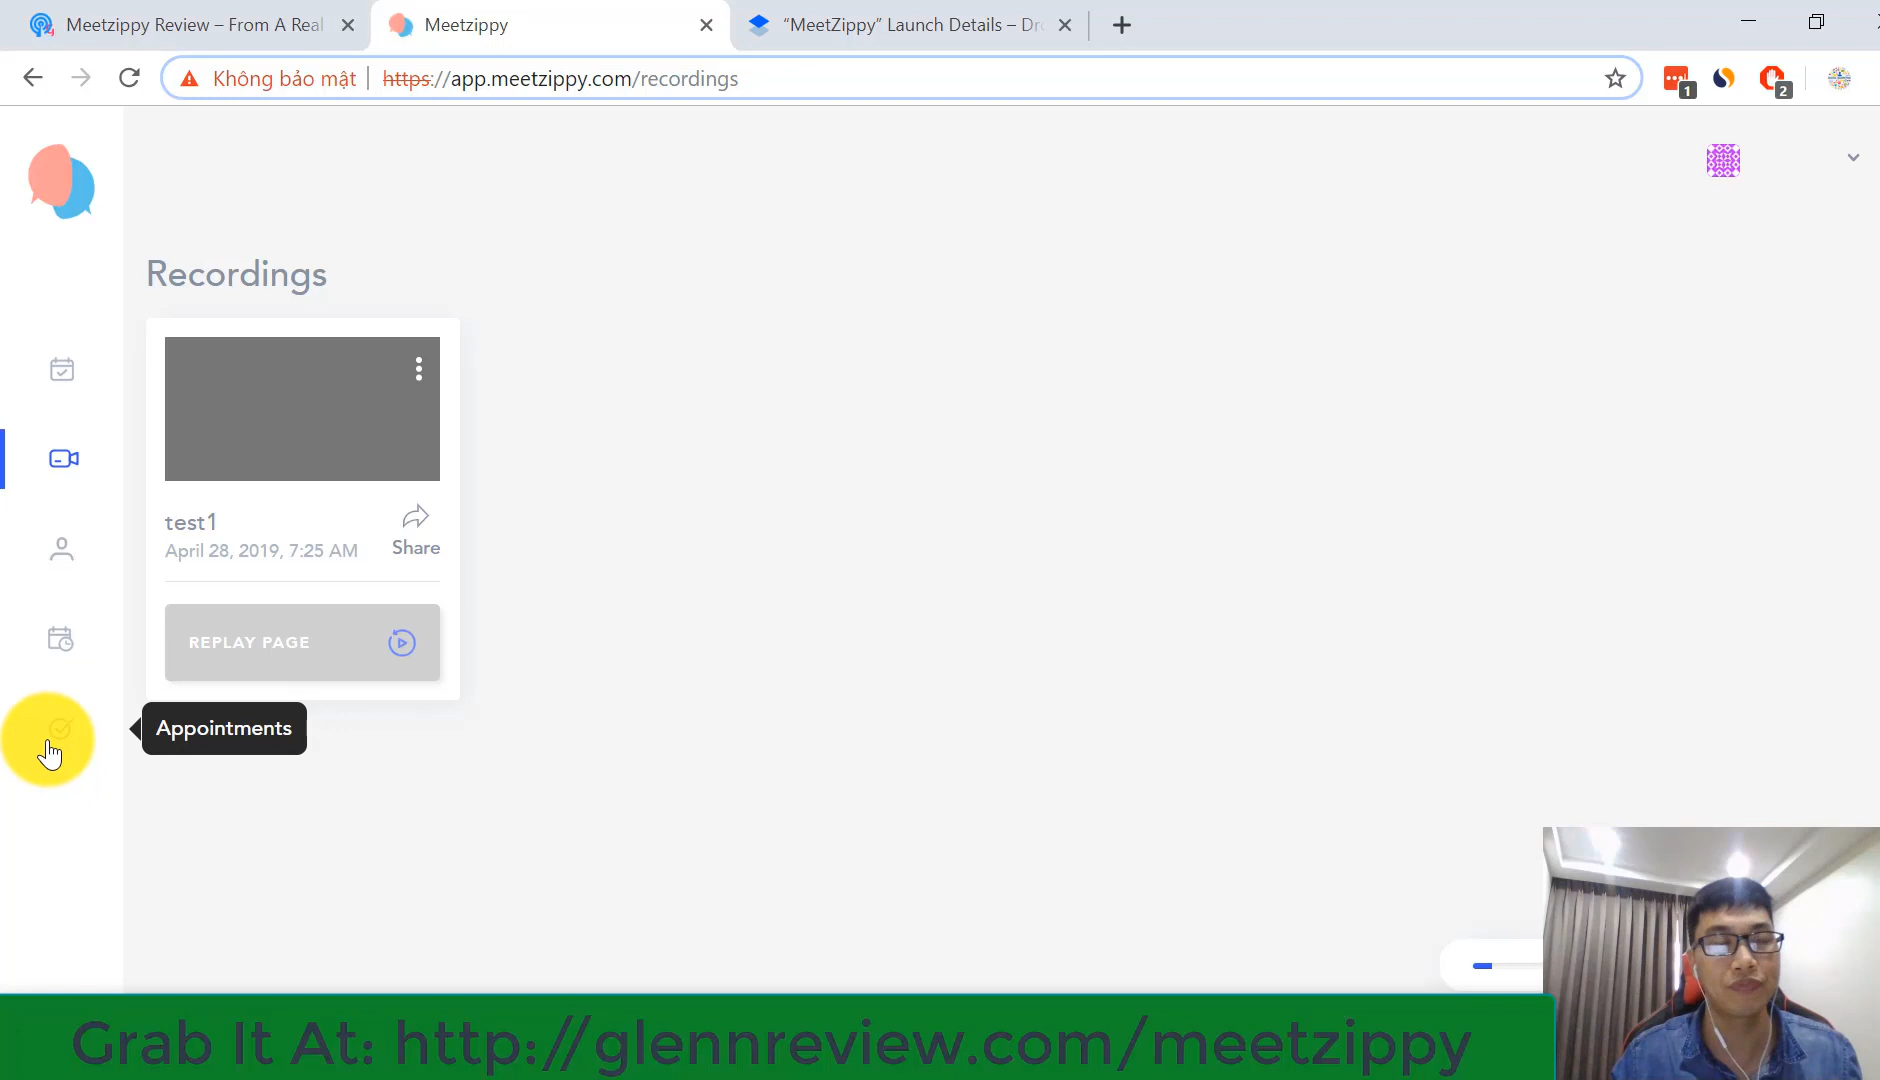 Meetzippy Review – From A Real
Meetzippy
“MeetZippy” Launch Details – Dro
Không bảo mật
https://app.meetzippy.com/recordings
1
2
Recordings
test1
April 28, 2019, 7:25 AM
Share
REPLAY PAGE
Appointments
Grab It At: http://glennreview.com/meetzippy